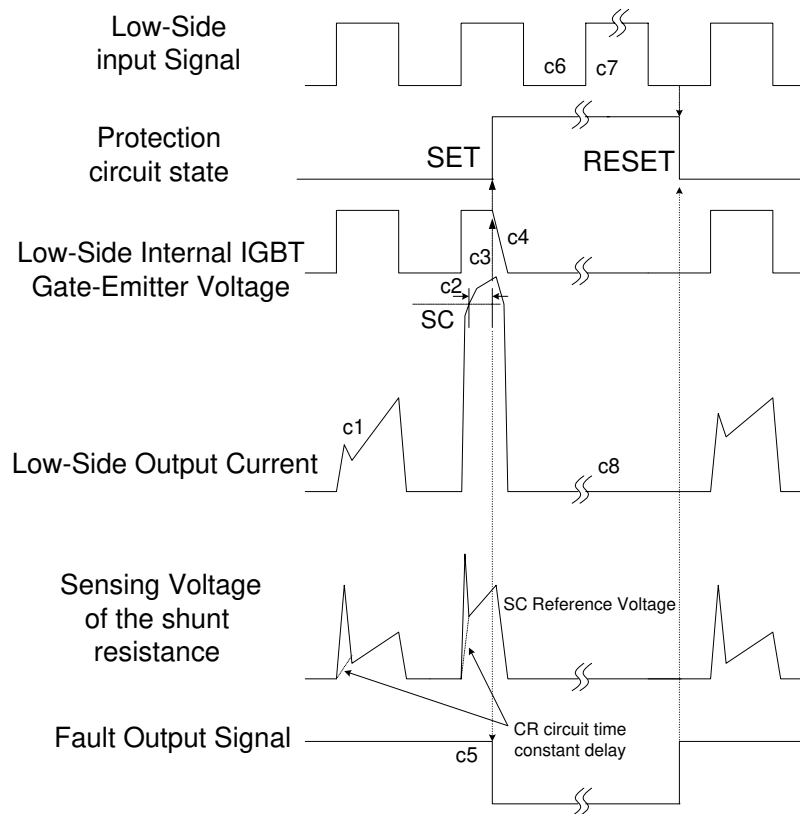 Low-Side
input Signal
c6
c7
Protection
circuit state
SET
RESET
Low-Side Internal IGBT
Gate-Emitter Voltage
c3
c4
c2
SC
c1
Low-Side Output Current
c8
Sensing Voltage
of the shunt
resistance
SC Reference Voltage
Fault Output Signal
c5
CR circuit time
constant delay